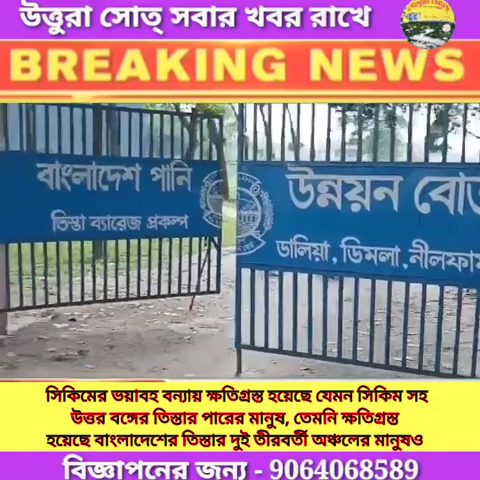 উত্তুরা সোত্ সবার খবর রাখে
BREAKING NEWS
বাংলাদেশ পানি
উন্নয়ন বোর্ড
তিস্তা ব্যারেজ প্রকল্প
ডালিয়া, ডিমলা, নীলফা
সিকিমের ভয়াবহ বন্যায় ক্ষতিগ্রস্ত হয়েছে যেমন সিকিম সহ
উত্তর বঙ্গের তিস্তার পারের মানুষ, তেমনি ক্ষতিগ্রস্ত
হয়েছে বাংলাদেশের তিস্তার দুই তীরবর্তী অঞ্চলের মানুষও
বিজ্ঞাপনের জন্য - 9064068589